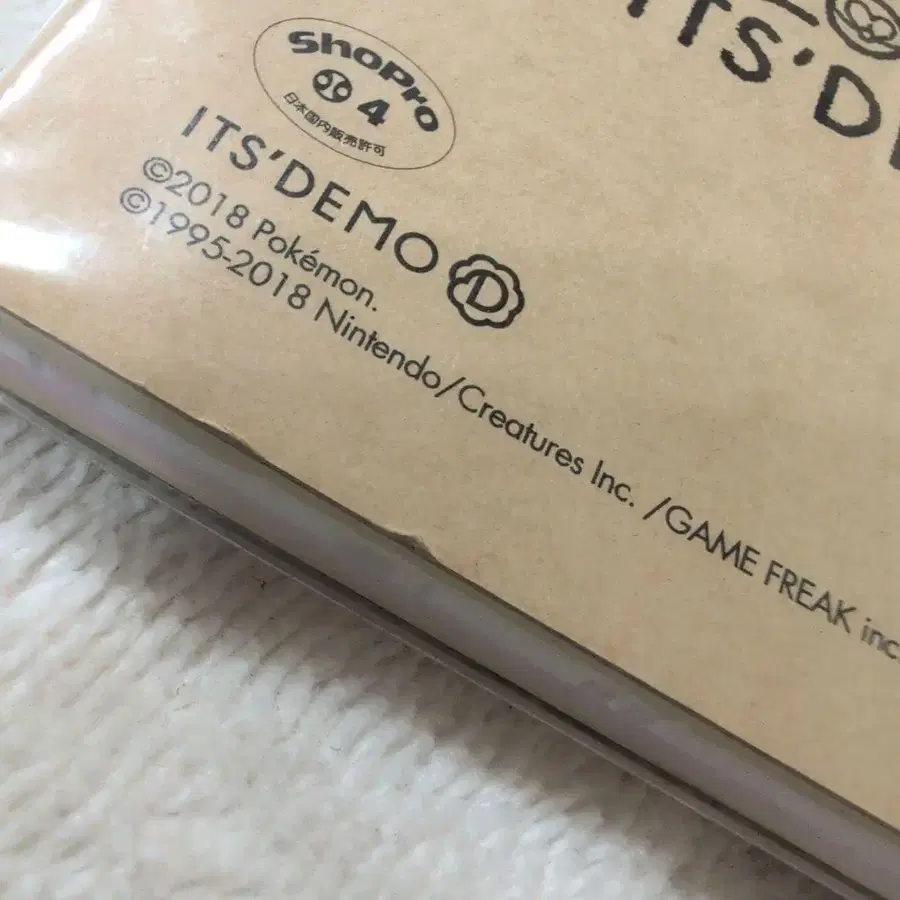 ShoPro
4
日本国内販売許可
ITS'D
ITS'DEMO D
©2018 Pokémon.
©1995-2018 Nintendo/Creatures Inc. /GAME FREAK inc.